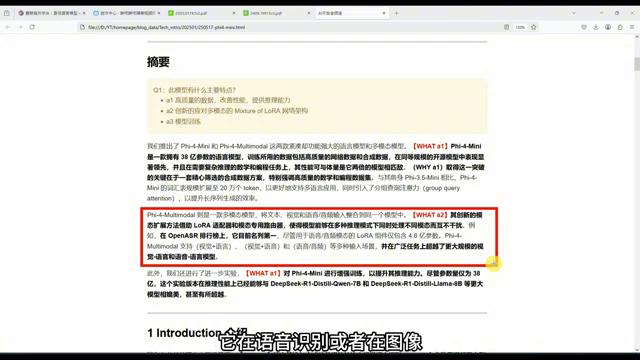 AI开发者频道
file:///D:/YT/homepage/blog_data/Tech_intro/202501/250517-phi4-mini.html
120%
摘要
Q1：此模型有什么主要特点？
a1 高质量的数据，改善性能，提供推理能力
a2 创新的应对多模态的 Mixture of LoRA 网络架构
a3 模型训练
我们推出了 Phi-4-Mini 和 Phi-4-Multimodal 这两款紧凑却功能强大的语言模型和多模态模型。【WHAT a1】Phi-4-Mini
是一款拥有 38 亿参数的语言模型，训练所用的数据包括高质量的网络数据和合成数据，在同等规模的开源模型中表现显
著领先，并且在需要复杂推理的数学和编程任务上，其性能可与体量是它两倍的模型相匹敌。（WHY a1）取得这一突破
的关键在于一套精心筛选的合成数据方案，特别强调高质量的数学和编程数据集。与其前身 Phi-3.5-Mini 相比，Phi-4-
Mini 的词汇表规模扩展至 20 万个 token，以更好地支持多语言应用，同时引入了分组查询注意力（group query
attention），以提升长序列生成的效率。
Phi-4-Multimodal 则是一款多模态模型，将文本、视觉和语音/音频输入整合到同一个模型中。【WHAT a2】其创新的模
态扩展方法借助 LoRA 适配器和模态专用路由器，使得模型能够在多种推理模式下同时处理不同模态而互不干扰。例
如，在 OpenASR 排行榜上，它目前名列第一，尽管用于语音/音频模态的 LoRA 组件仅包含 4.6 亿参数。Phi-4-
Multimodal 支持（视觉+语言）、（视觉+语音）和（语音/音频）等多种输入场景，并在广泛任务上超越了更大规模的视
觉-语言和语音-语言模型。
此外，我们还进行了进一步实验，【WHAT a1】对 Phi-4-Mini 进行增强训练，以提升其推理能力。尽管参数量仅为 38
亿，这个实验版本在推理性能上已经能够与 DeepSeek-R1-Distill-Qwen-7B 和 DeepSeek-R1-Distill-Llama-8B 等更大
模型相媲美，甚至有所超越。
1 Introduction 介绍
它在语音识别或者在图像